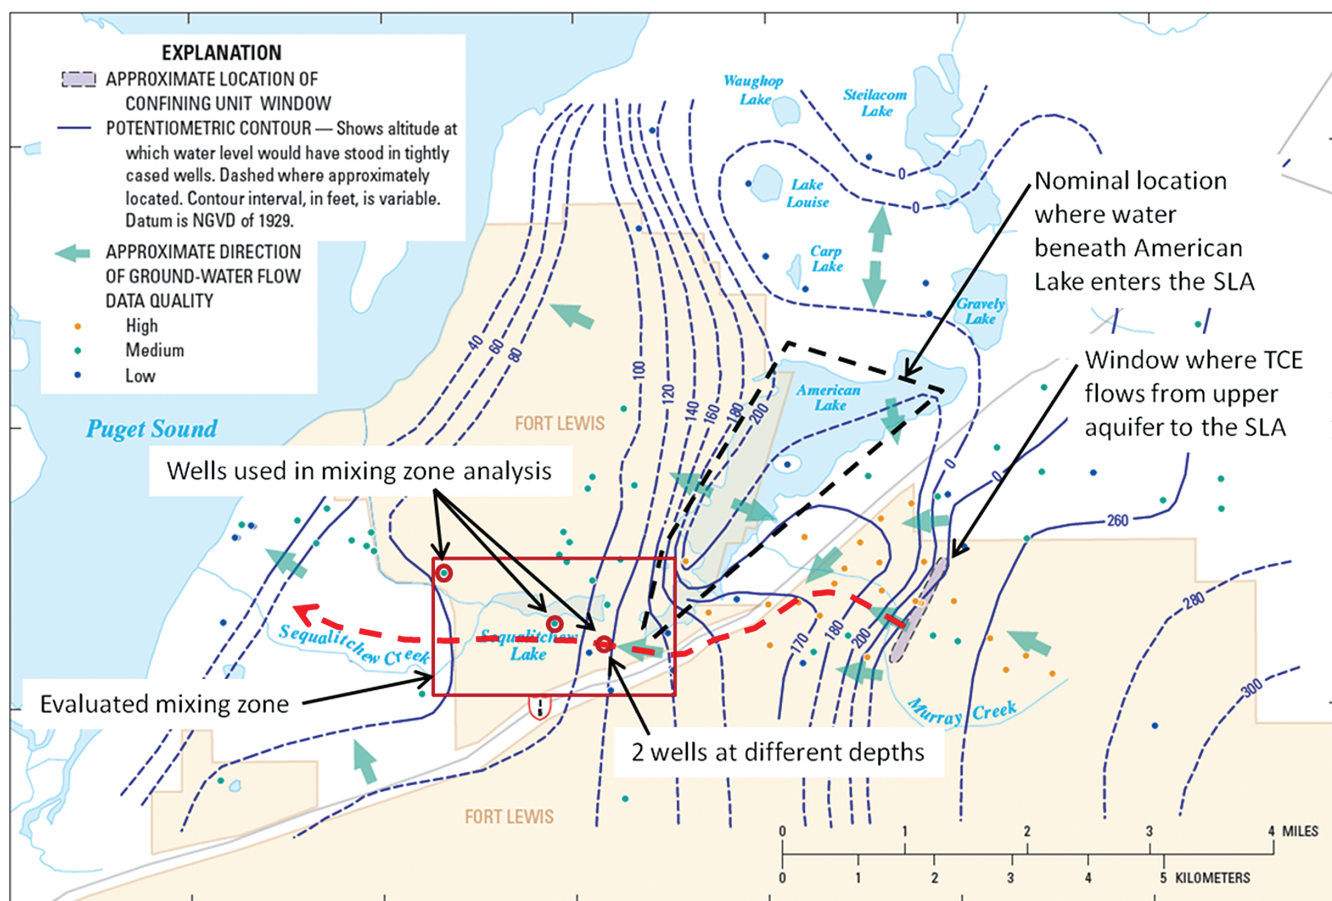 EXPLANATION
APPROXIMATE LOCATION OF
CONFINING UNIT WINDOW
POTENTIOMETRIC CONTOUR — Shows altitude at
which water level would have stood in tightly
cased wells. Dashed where approximately
located. Contour interval, in feet, is variable.
Datum is NGVD of 1929.
APPROXIMATE DIRECTION
OF GROUND-WATER FLOW
DATA QUALITY
High
Medium
Low
Waughop
Lake
Steilacom
Lake
0
0
Lake
Louise
Carp
Lake
Gravely
Lake
Nominal location
where water
beneath American
Lake enters the SLA
Window where TCE
flows from upper
aquifer to the SLA
40
60
80
100
120
140
160
180
200
American
Lake
FORT LEWIS
Puget Sound
Wells used in mixing zone analysis
0
0
260
280
300
170
180
200
Sequalitchew Creek
Sequalitchew
Lake
Evaluated mixing zone
Murray Creek
2 wells at different depths
FORT LEWIS
0 1 2 3 4 MILES
0 1 2 3 4 5 KILOMETERS